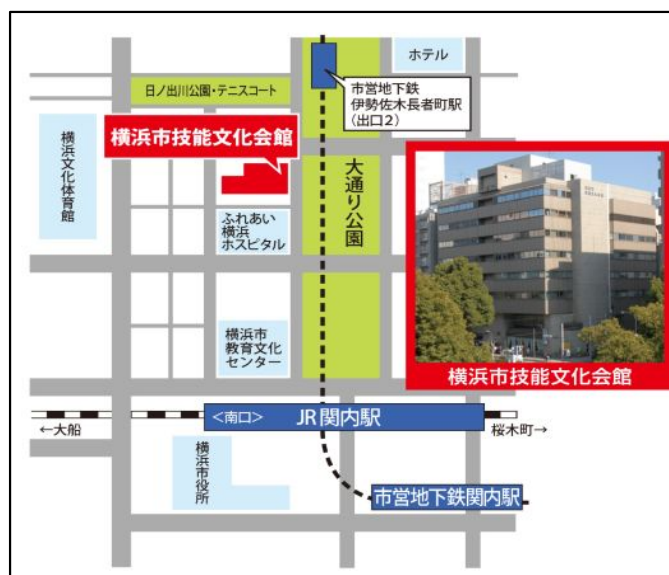 ホテル
日ノ出川公園・テニスコート
市営地下鉄
伊勢佐木長者町駅
（出口２）
横浜市技能文化会館
横浜文化体育館
大通り公園
ふれあい
横浜
ホスピタル
横浜市
教育文化
センター
横浜市技能文化会館
＜南口＞ JR関内駅
←大船
桜木町→
横浜市役所
市営地下鉄関内駅